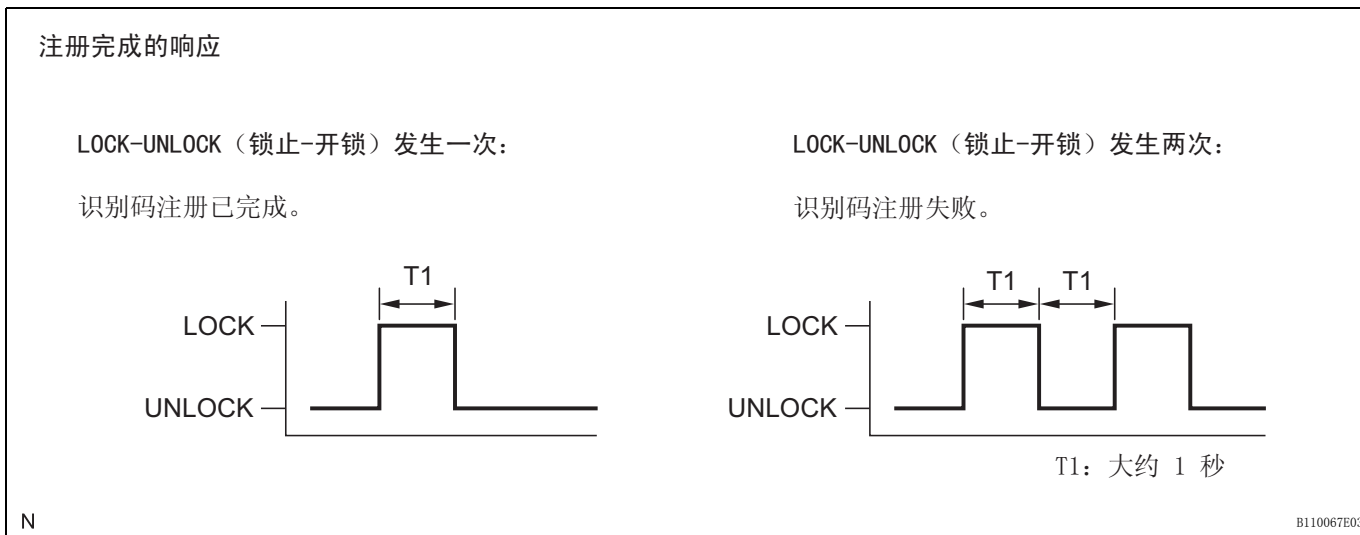 注册完成的响应
LOCK-UNLOCK（锁止-开锁）发生一次：
识别码注册已完成。
T1
LOCK
UNLOCK
LOCK-UNLOCK（锁止-开锁）发生两次：
识别码注册失败。
T1 T1
LOCK
UNLOCK
T1：大约 1 秒
N
B110067E03